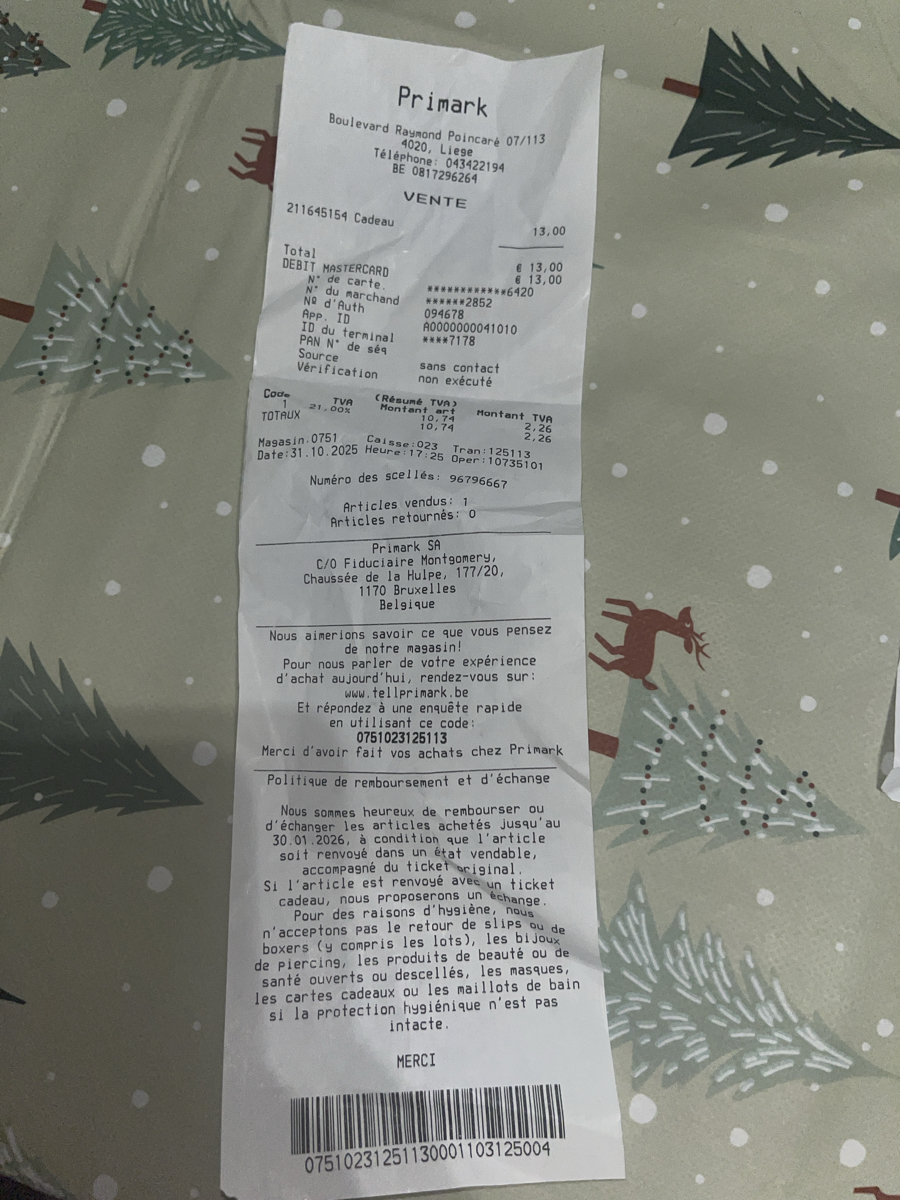 Primark
Boulevard Raymond Poincaré 07/113
4020, Liege
Téléphone: 043422194
BE 0817296264
VENTE
211645154 Cadeau
13,00
Total € 13,00
DEBIT MASTERCARD € 13,00
N° de carte. ************6420
N° du marchand ******2852
Nº d'Auth 094678
App. ID A0000000041010
ID du terminal ****7178
PAN N° de séq
Source sans contact
Vérification non exécuté
(Résumé TVA)
Code TVA Montant art Montant TVA
1 21.00% 10,74 2,26
TOTAUX 10,74 2,26
Magasin:0751 Caisse:023 Tran:125113
Date:31.10.2025 Heure:17:25 Oper:10735101
Numéro des scellés: 96796667
Articles vendus: 1
Articles retournés: 0
Primark SA
C/O Fiduciaire Montgomery,
Chaussée de la Hulpe, 177/20,
1170 Bruxelles
Belgique
Nous aimerions savoir ce que vous pensez
de notre magasin!
Pour nous parler de votre expérience
d'achat aujourd'hui, rendez-vous sur:
www.tellprimark.be
Et répondez à une enquête rapide
en utilisant ce code:
0751023125113
Merci d'avoir fait vos achats chez Primark
Politique de remboursement et d'échange
Nous sommes heureux de rembourser ou
d'échanger les articles achetés jusqu'au
30.01.2026, à condition que l'article
soit renvoyé dans un état vendable,
accompagné du ticket original.
Si l'article est renvoyé avec un ticket
cadeau, nous proposerons un échange.
Pour des raisons d'hygiène, nous
n'acceptons pas le retour de slips ou de
boxers (y compris les lots), les bijoux
de piercing, les produits de beauté ou de
santé ouverts ou descellés, les masques,
les cartes cadeaux ou les maillots de bain
si la protection hygiénique n'est pas
intacte.
MERCI
07510231251130001103125004